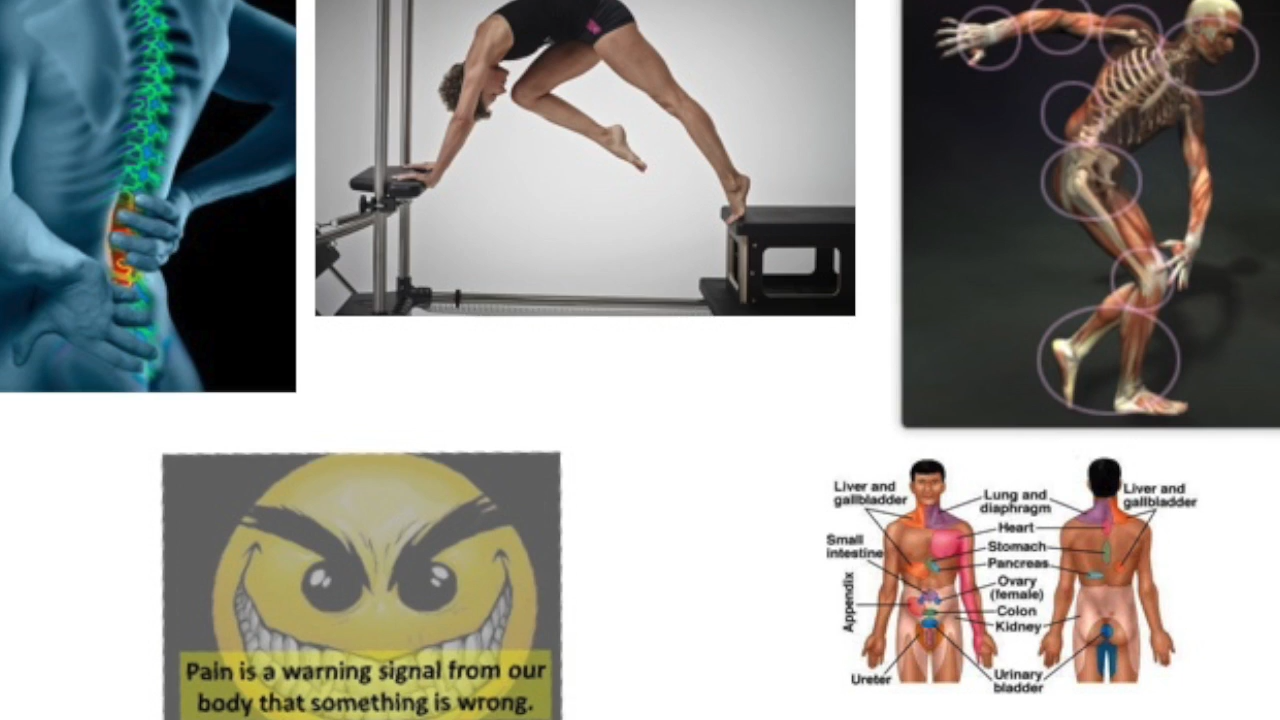 Pain is a warning signal from our
body that something is wrong.
Liver and
gallbladder
Small
intestine
Appendix
Ureter
Lung and
diaphragm
Heart
Stomach
Pancreas
Ovary
(female)
Colon
Kidney
Urinary
bladder
Liver and
gallbladder